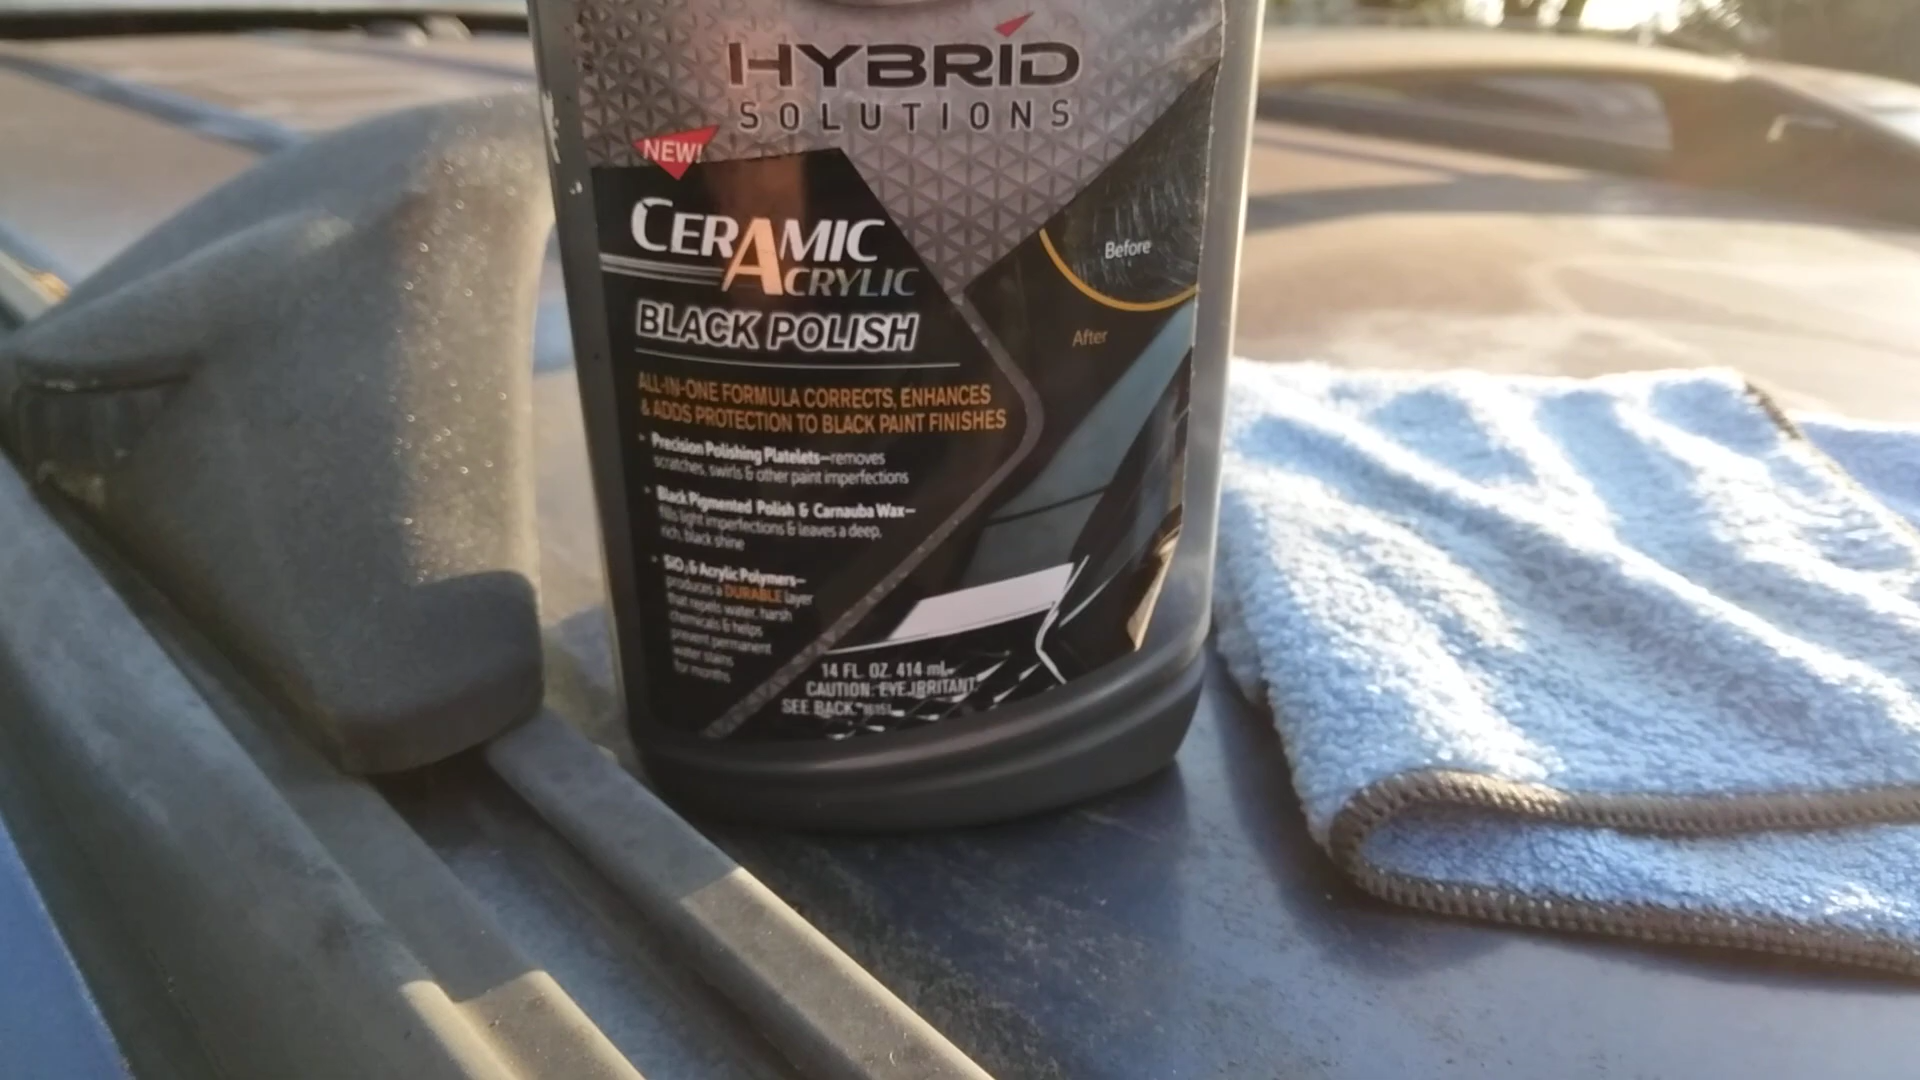 HYBRID
SOLUTIONS
NEW!
CERAMIC
ACRYLIC
BLACK POLISH
Before
After
ALL-IN-ONE FORMULA CORRECTS, ENHANCES
& ADDS PROTECTION TO BLACK PAINT FINISHES
Precision Polishing Platelets—removes
scratches, swirls & other paint imperfections
Black Pigmented Polish & Carnauba Wax—
fills light imperfections & leaves a deep,
rich, black shine
SiO₂ & Acrylic Polymers—
produces a DURABLE layer
that repels water, harsh
chemicals & helps
prevent permanent
water stains
for months
14 FL. OZ. 414 mL
CAUTION: EYE IRRITANT.
SEE BACK.